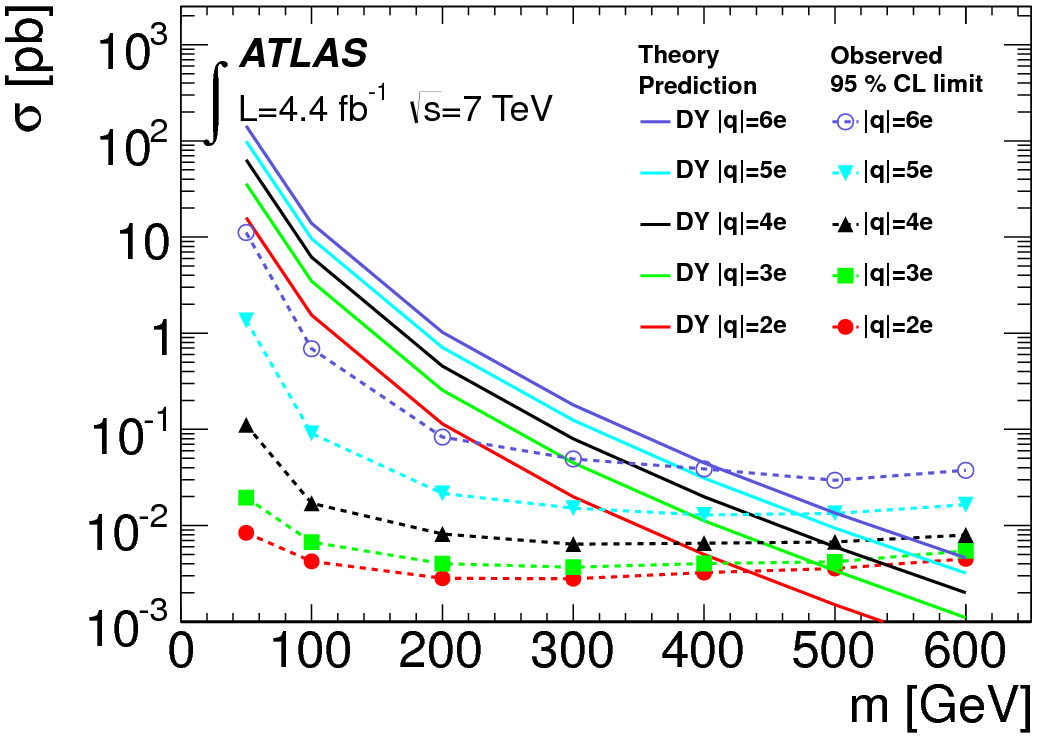 σ [pb]
10³
10²
10
1
10⁻¹
10⁻²
10⁻³
ATLAS
∫ L=4.4 fb⁻¹ √s=7 TeV
Theory
Prediction
DY |q|=6e
DY |q|=5e
DY |q|=4e
DY |q|=3e
DY |q|=2e
Observed
95 % CL limit
|q|=6e
|q|=5e
|q|=4e
|q|=3e
|q|=2e
0 100 200 300 400 500 600
m [GeV]